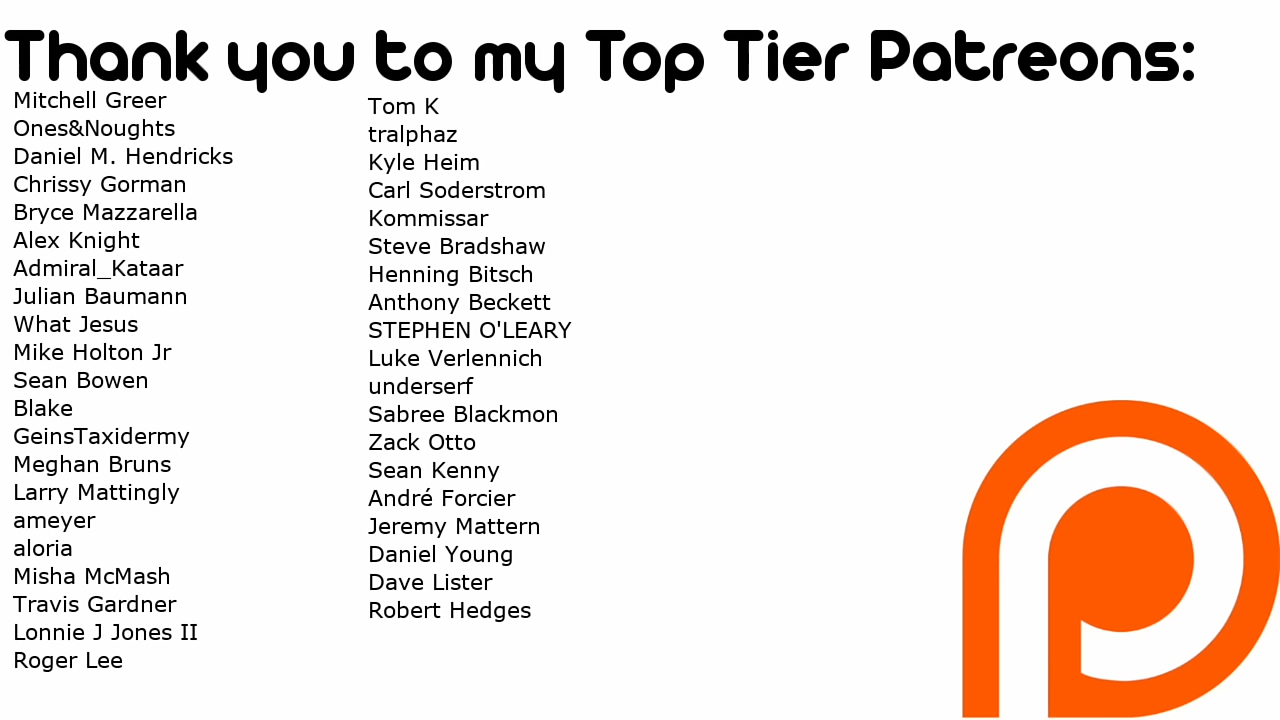 Thank you to my Top Tier Patreons:
Mitchell Greer
Ones&Noughts
Daniel M. Hendricks
Chrissy Gorman
Bryce Mazzarella
Alex Knight
Admiral_Kataar
Julian Baumann
What Jesus
Mike Holton Jr
Sean Bowen
Blake
GeinsTaxidermy
Meghan Bruns
Larry Mattingly
ameyer
aloria
Misha McMash
Travis Gardner
Lonnie J Jones II
Roger Lee
Tom K
tralphaz
Kyle Heim
Carl Soderstrom
Kommissar
Steve Bradshaw
Henning Bitsch
Anthony Beckett
STEPHEN O'LEARY
Luke Verlennich
underserf
Sabree Blackmon
Zack Otto
Sean Kenny
André Forcier
Jeremy Mattern
Daniel Young
Dave Lister
Robert Hedges